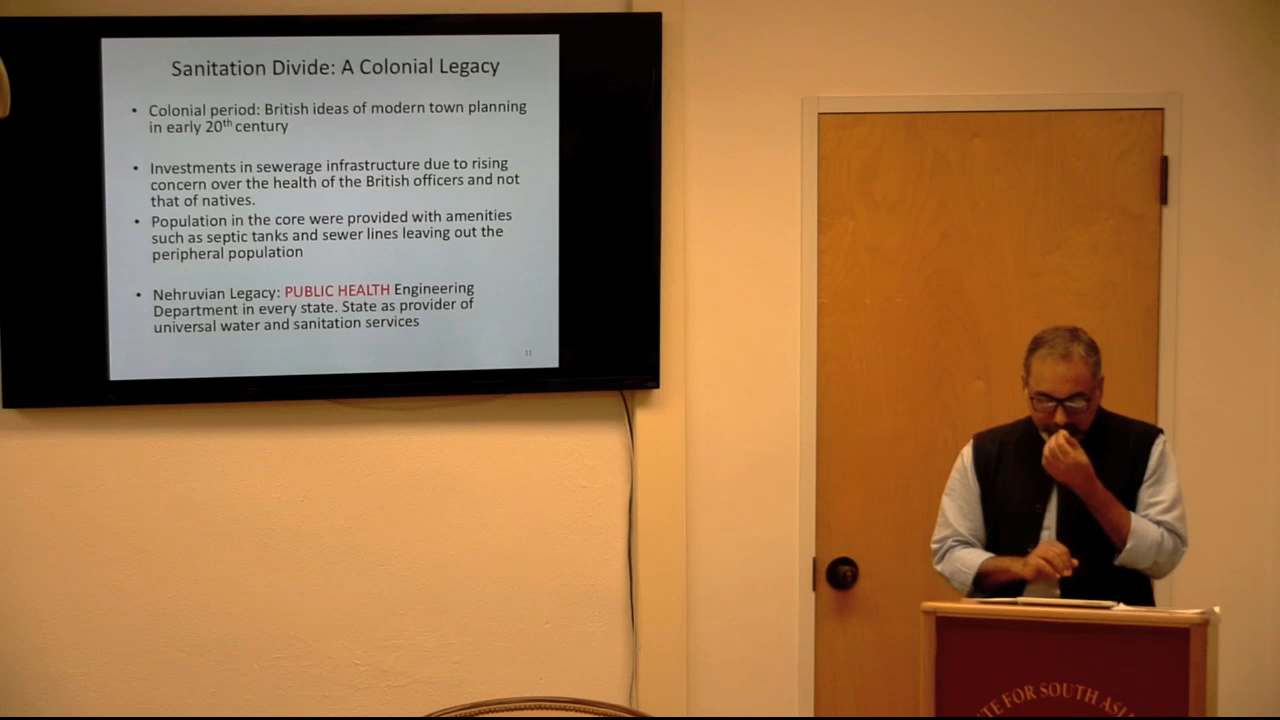 Sanitation Divide: A Colonial Legacy
• Colonial period: British ideas of modern town planning
in early 20th century
• Investments in sewerage infrastructure due to rising
concern over the health of the British officers and not
that of natives.
• Population in the core were provided with amenities
such as septic tanks and sewer lines leaving out the
peripheral population
• Nehruvian Legacy: PUBLIC HEALTH Engineering
Department in every state. State as provider of
universal water and sanitation services
13
FOR SOUTH